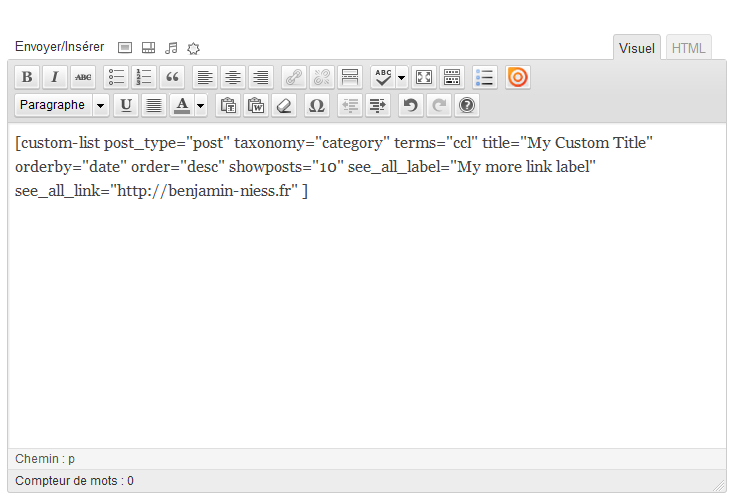 Envoyer/Insérer
Visuel HTML
B I ABC ABC
Paragraphe U A T W Ω ?
[custom-list post_type="post" taxonomy="category" terms="ccl" title="My Custom Title"
orderby="date" order="desc" showposts="10" see_all_label="My more link label"
see_all_link="http://benjamin-niess.fr" ]
Chemin : p
Compteur de mots : 0